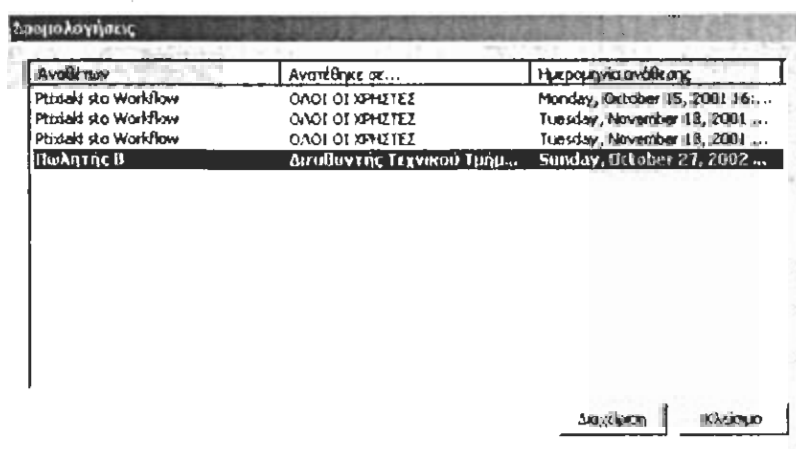 Δρομολογήσεις
Αναθέτων Ανατέθηκε σε... Ημερομηνία ανάθεσης
Ptixiaki sto Workflow ΟΛΟΙ ΟΙ ΧΡΗΣΤΕΣ Monday, October 15, 2001 16:...
Ptixiaki sto Workflow ΟΛΟΙ ΟΙ ΧΡΗΣΤΕΣ Tuesday, November 13, 2001 ...
Ptixiaki sto Workflow ΟΛΟΙ ΟΙ ΧΡΗΣΤΕΣ Tuesday, November 13, 2001 ...
Πωλητής Β Διευθυντής Τεχνικού Τμήμ... Sunday, October 27, 2002 ...
Διαχείριση Κλείσιμο